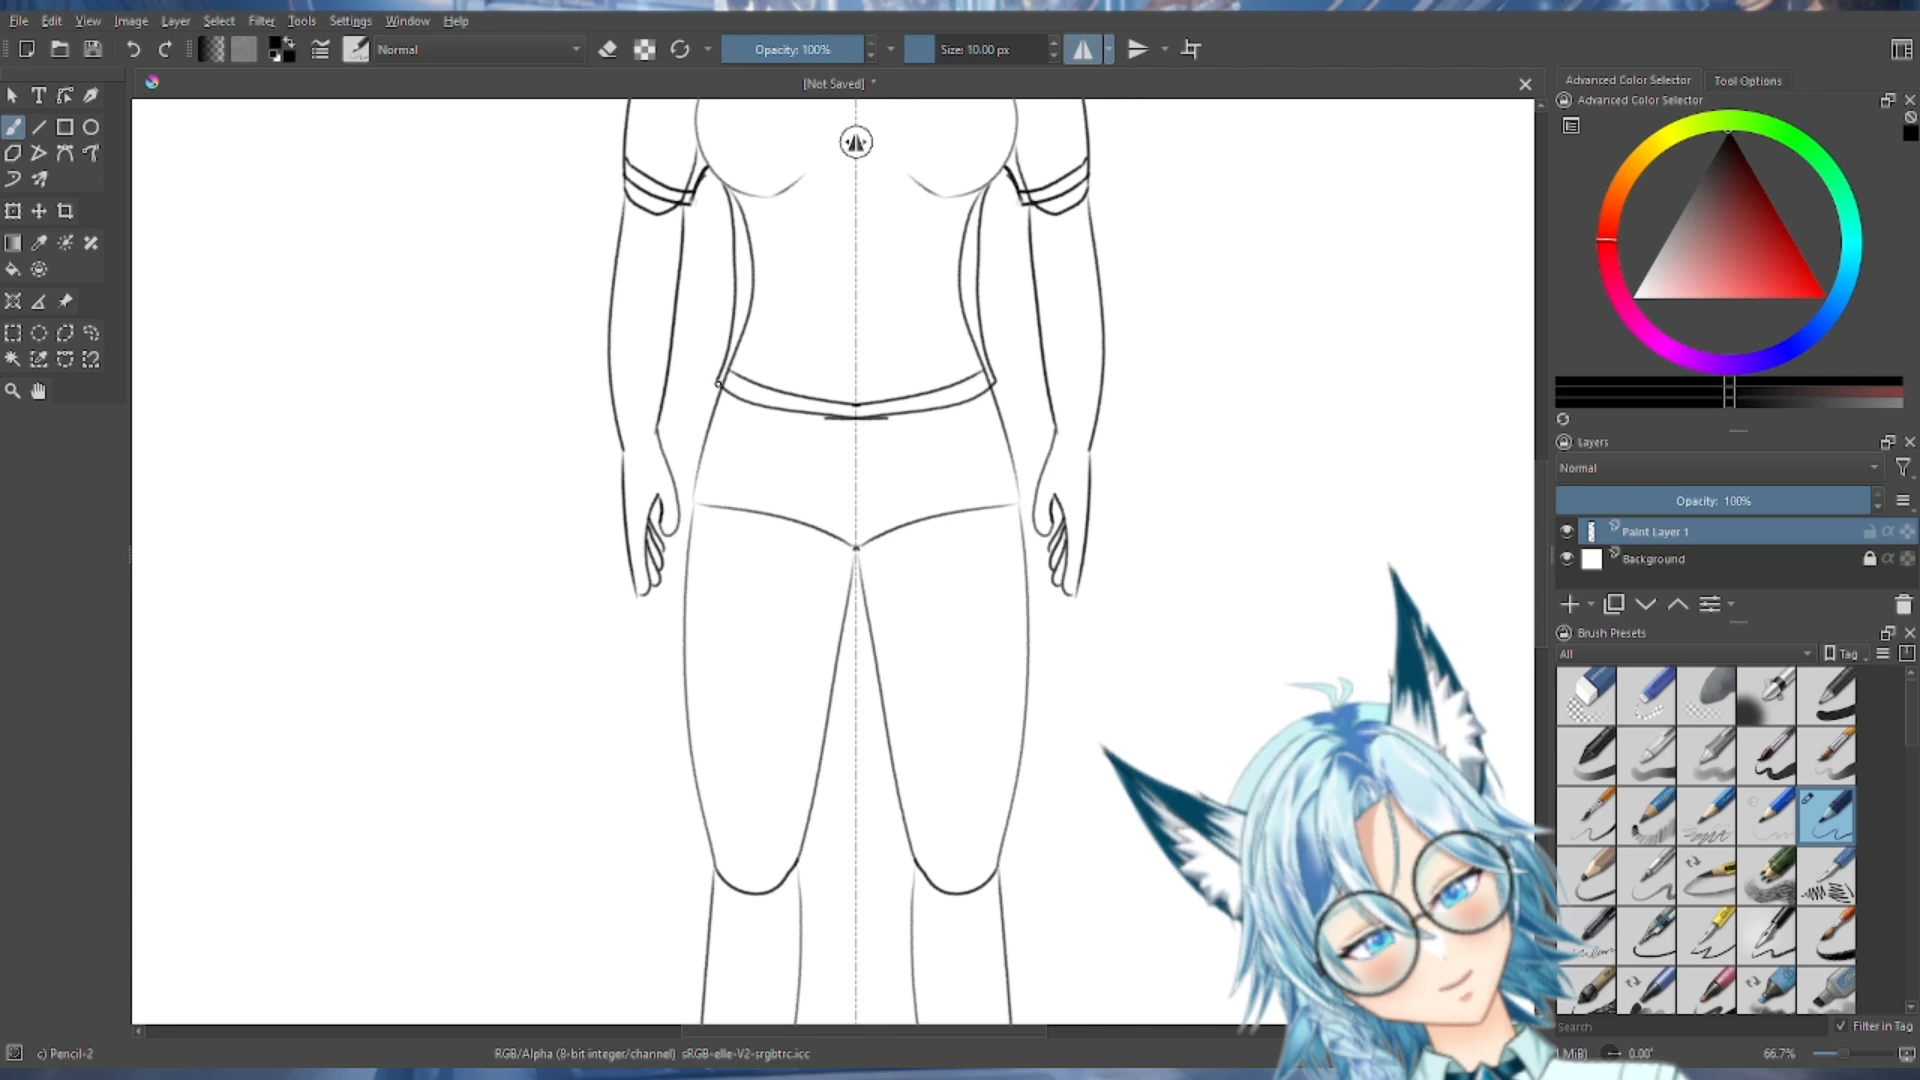 File Edit View Image Layer Select Filter Tools Settings Window Help
Normal
Opacity: 100%
Size: 10.00 px
[Not Saved] *
Advanced Color Selector
Tool Options
Advanced Color Selector
Layers
Normal
Opacity: 100%
Paint Layer 1
Background
Brush Presets
All
Tag
Search
Filter in Tag
c) Pencil-2
RGB/Alpha (8-bit integer/channel) sRGB-elle-V2-srgbtrc.icc
MiB)
0.00°
66.7%